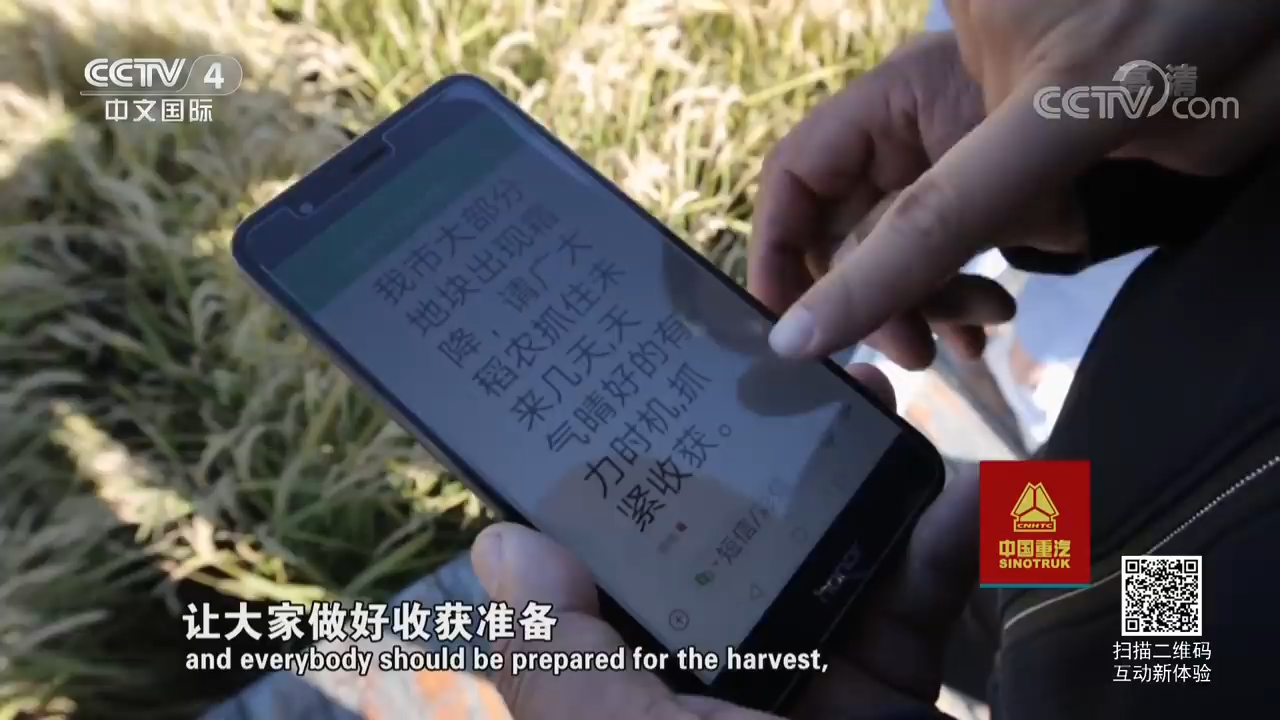 CCTV 4
中文国际
高清
CCTV.com
我市大部分
地块出现霜
降，请广大
稻农抓住未
来几天,天
气晴好的有
力时机,抓
紧收获。
短信/
honor
CNHTC
中国重汽
SINOTRUK
让大家做好收获准备
and everybody should be prepared for the harvest,
扫描二维码
互动新体验